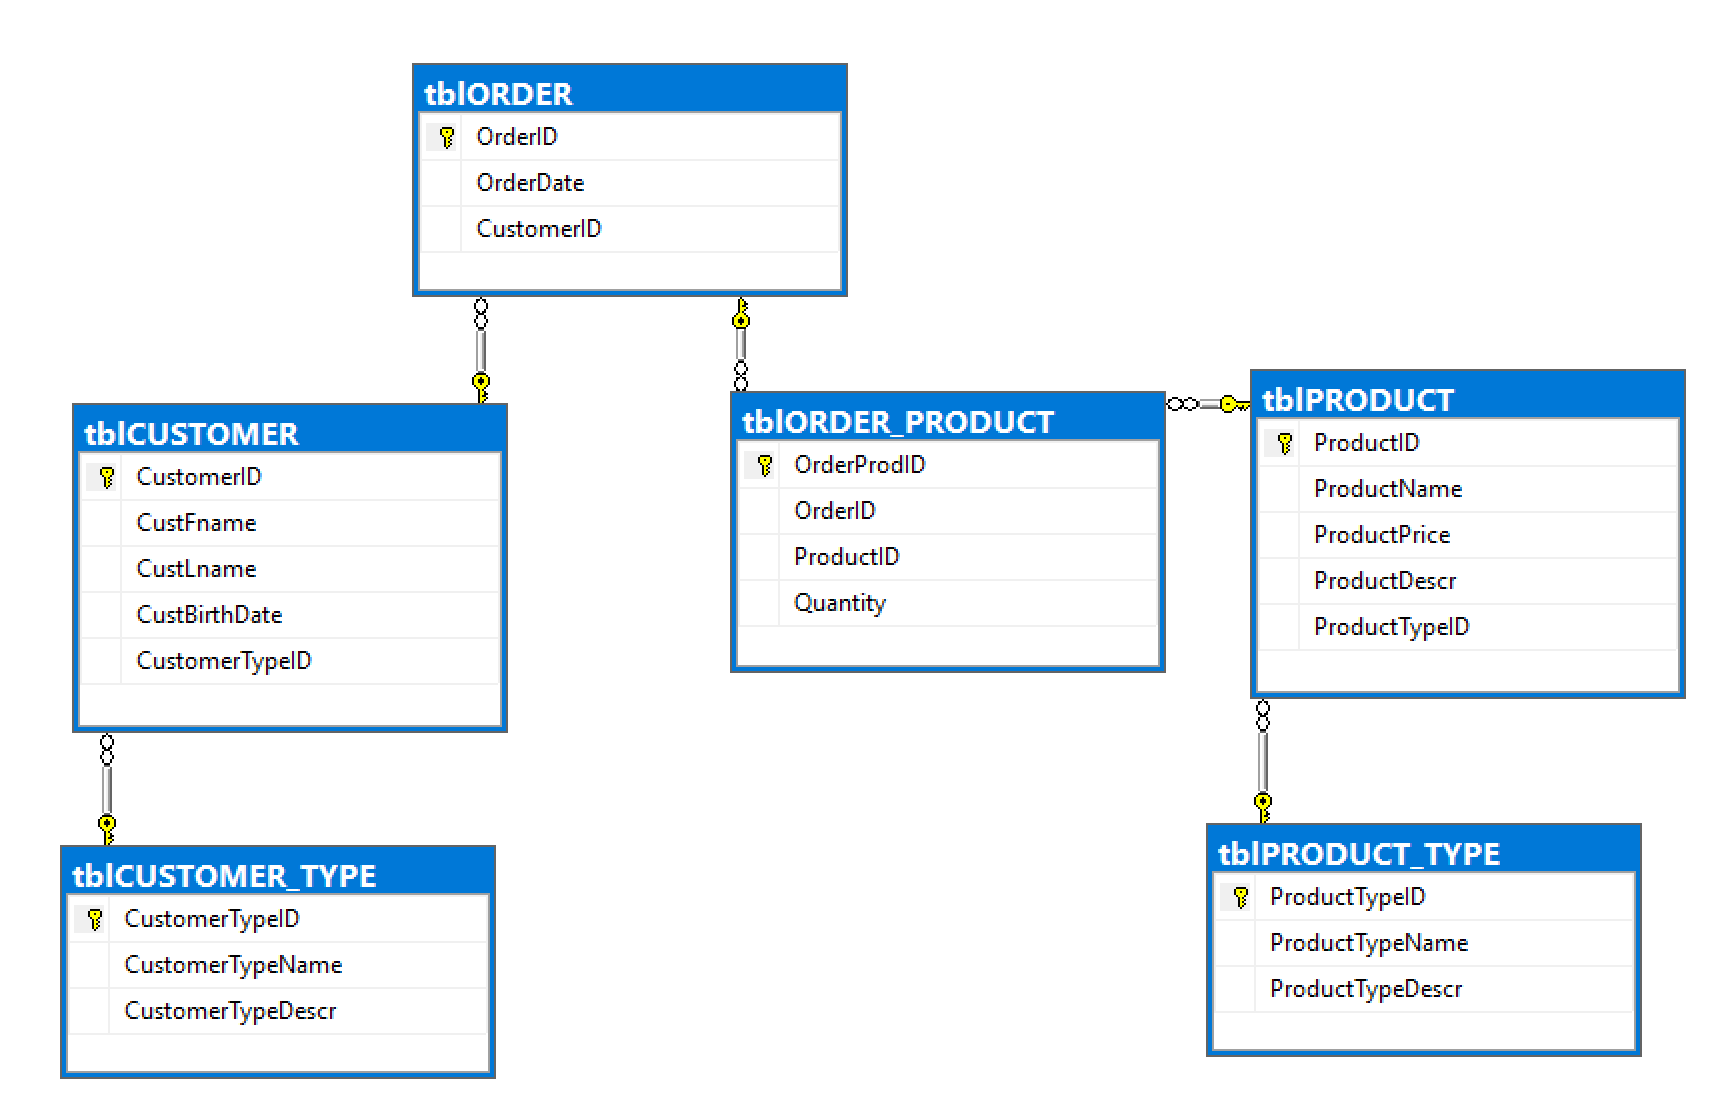 tblORDER
OrderID
OrderDate
CustomerID
tblCUSTOMER
CustomerID
CustFname
CustLname
CustBirthDate
CustomerTypeID
tblORDER_PRODUCT
OrderProdID
OrderID
ProductID
Quantity
tblPRODUCT
ProductID
ProductName
ProductPrice
ProductDescr
ProductTypeID
tblCUSTOMER_TYPE
CustomerTypeID
CustomerTypeName
CustomerTypeDescr
tblPRODUCT_TYPE
ProductTypeID
ProductTypeName
ProductTypeDescr